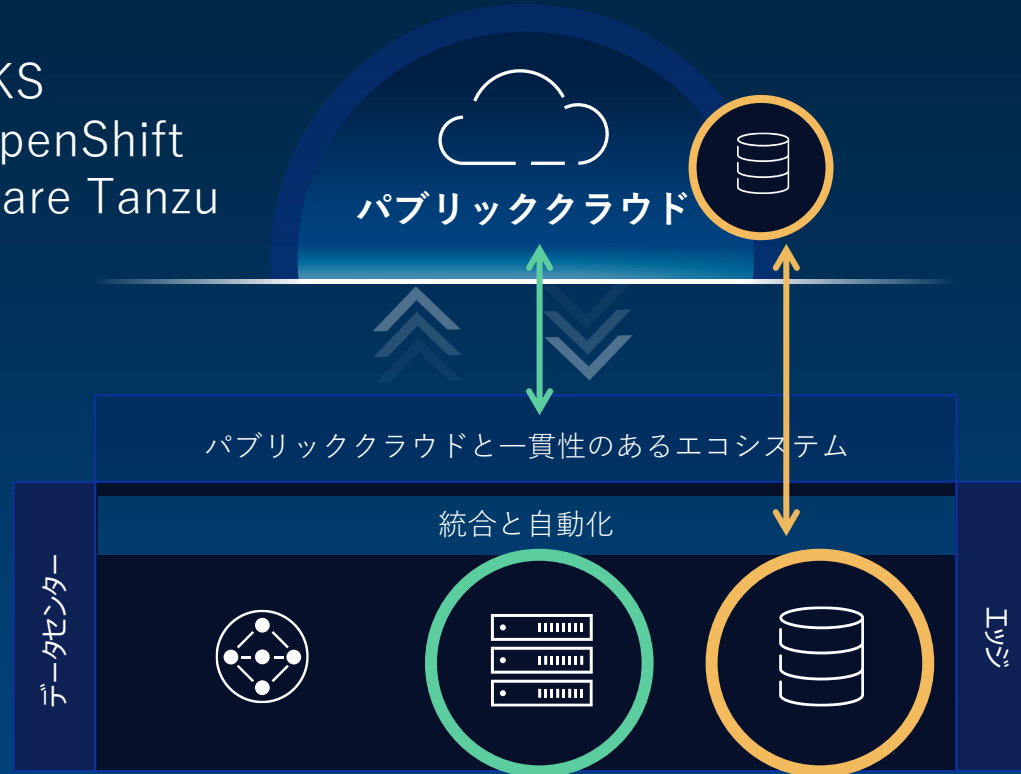 KS
penShift
are Tanzu
パブリッククラウド
パブリッククラウドと一貫性のあるエコシステム
統合と自動化
データセンター
エッジ